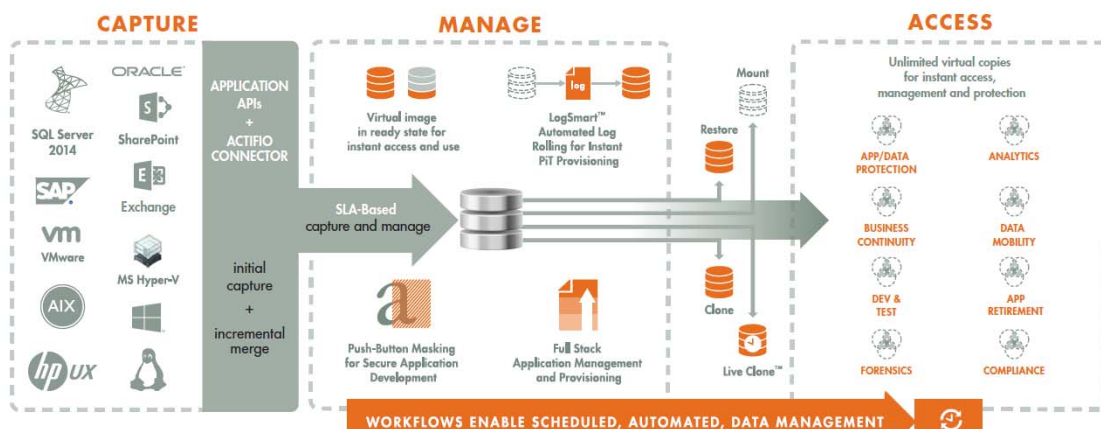 CAPTURE
SQL Server
2014
SAP
vm
VMware
AIX
hp UX
ORACLE®
S
SharePoint
E
Exchange
MS Hyper-V
APPLICATION
APIs
+
ACTIFIO
CONNECTOR
initial
capture
+
incremental
merge
MANAGE
Virtual image
in ready state for
instant access and use
log
LogSmart™
Automated Log
Rolling for Instant
PiT Provisioning
SLA-Based
capture and manage
a
Push-Button Masking
for Secure Application
Development
Full Stack
Application Management
and Provisioning
Mount
Restore
Clone
Live Clone™
ACCESS
Unlimited virtual copies
for instant access,
management and protection
APP/DATA
PROTECTION
ANALYTICS
BUSINESS
CONTINUITY
DATA
MOBILITY
DEV &
TEST
APP
RETIREMENT
FORENSICS
COMPLIANCE
WORKFLOWS ENABLE SCHEDULED, AUTOMATED, DATA MANAGEMENT